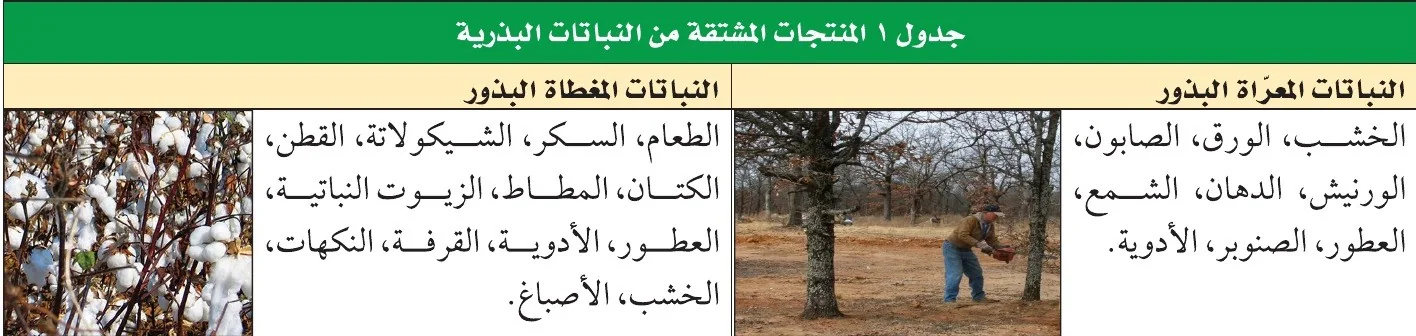 جدول ١ المنتجات المشتقة من النباتات البذرية
النباتات المعرّاة البذور
الخشب، الورق، الصابون،
الورنيش، الدهان، الشمع،
العطور، الصنوبر، الأدوية.
النباتات المغطاة البذور
الطعام، السكر، الشيكولاتة، القطن،
الكتان، المطاط، الزيوت النباتية،
العطور، الأدوية، القرفة، النكهات،
الخشب، الأصباغ.